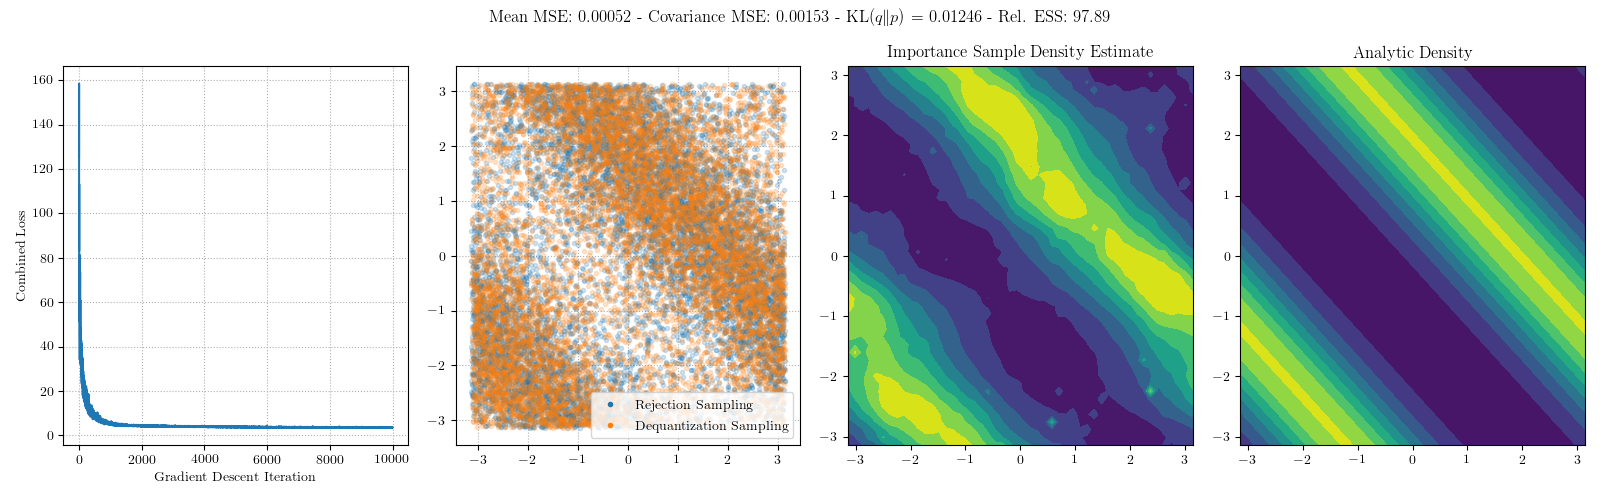 Mean MSE: 0.00052 - Covariance MSE: 0.00153 - KL(q‖p) = 0.01246 - Rel. ESS: 97.89
Combined Loss
160
140
120
100
80
60
40
20
0
0 2000 4000 6000 8000 10000
Gradient Descent Iteration
3
2
1
0
−1
−2
−3
−3 −2 −1 0 1 2 3
Rejection Sampling
Dequantization Sampling
Importance Sample Density Estimate
3
2
1
0
−1
−2
−3
−3 −2 −1 0 1 2 3
Analytic Density
3
2
1
0
−1
−2
−3
−3 −2 −1 0 1 2 3